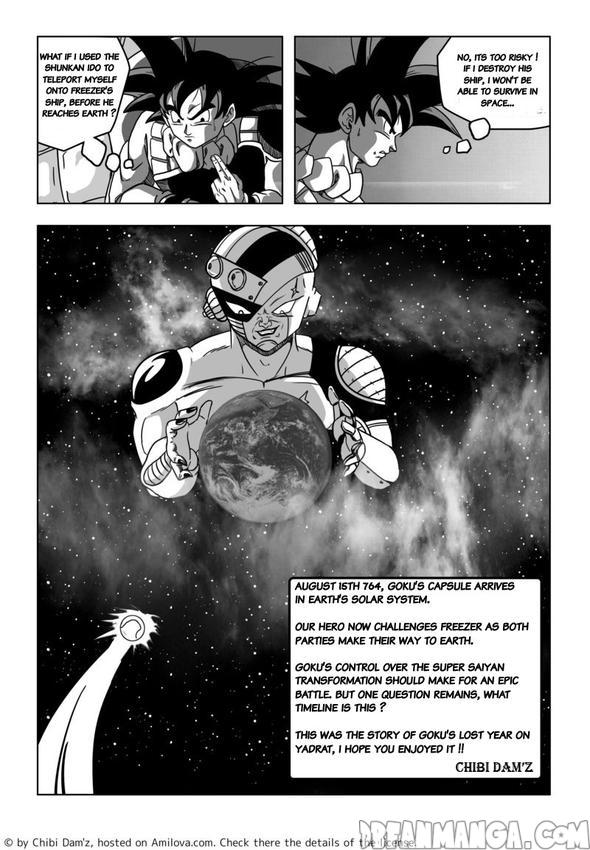 WHAT IF I USED THE
SHUNKAN IDO TO
TELEPORT MYSELF
ONTO FREEZER'S
SHIP, BEFORE HE
REACHES EARTH ?
NO, ITS TOO RISKY !
IF I DESTROY HIS
SHIP, I WON'T BE
ABLE TO SURVIVE IN
SPACE...
AUGUST 15TH 764, GOKU'S CAPSULE ARRIVES
IN EARTH'S SOLAR SYSTEM.
OUR HERO NOW CHALLENGES FREEZER AS BOTH
PARTIES MAKE THEIR WAY TO EARTH.
GOKU'S CONTROL OVER THE SUPER SAIYAN
TRANSFORMATION SHOULD MAKE FOR AN EPIC
BATTLE. BUT ONE QUESTION REMAINS, WHAT
TIMELINE IS THIS ?
THIS WAS THE STORY OF GOKU'S LOST YEAR ON
YADRAT, I HOPE YOU ENJOYED IT !!
CHIBI DAM'Z
DREAMMANGA.COM
© by Chibi Dam'z, hosted on Amilova.com. Check there the details of the license.